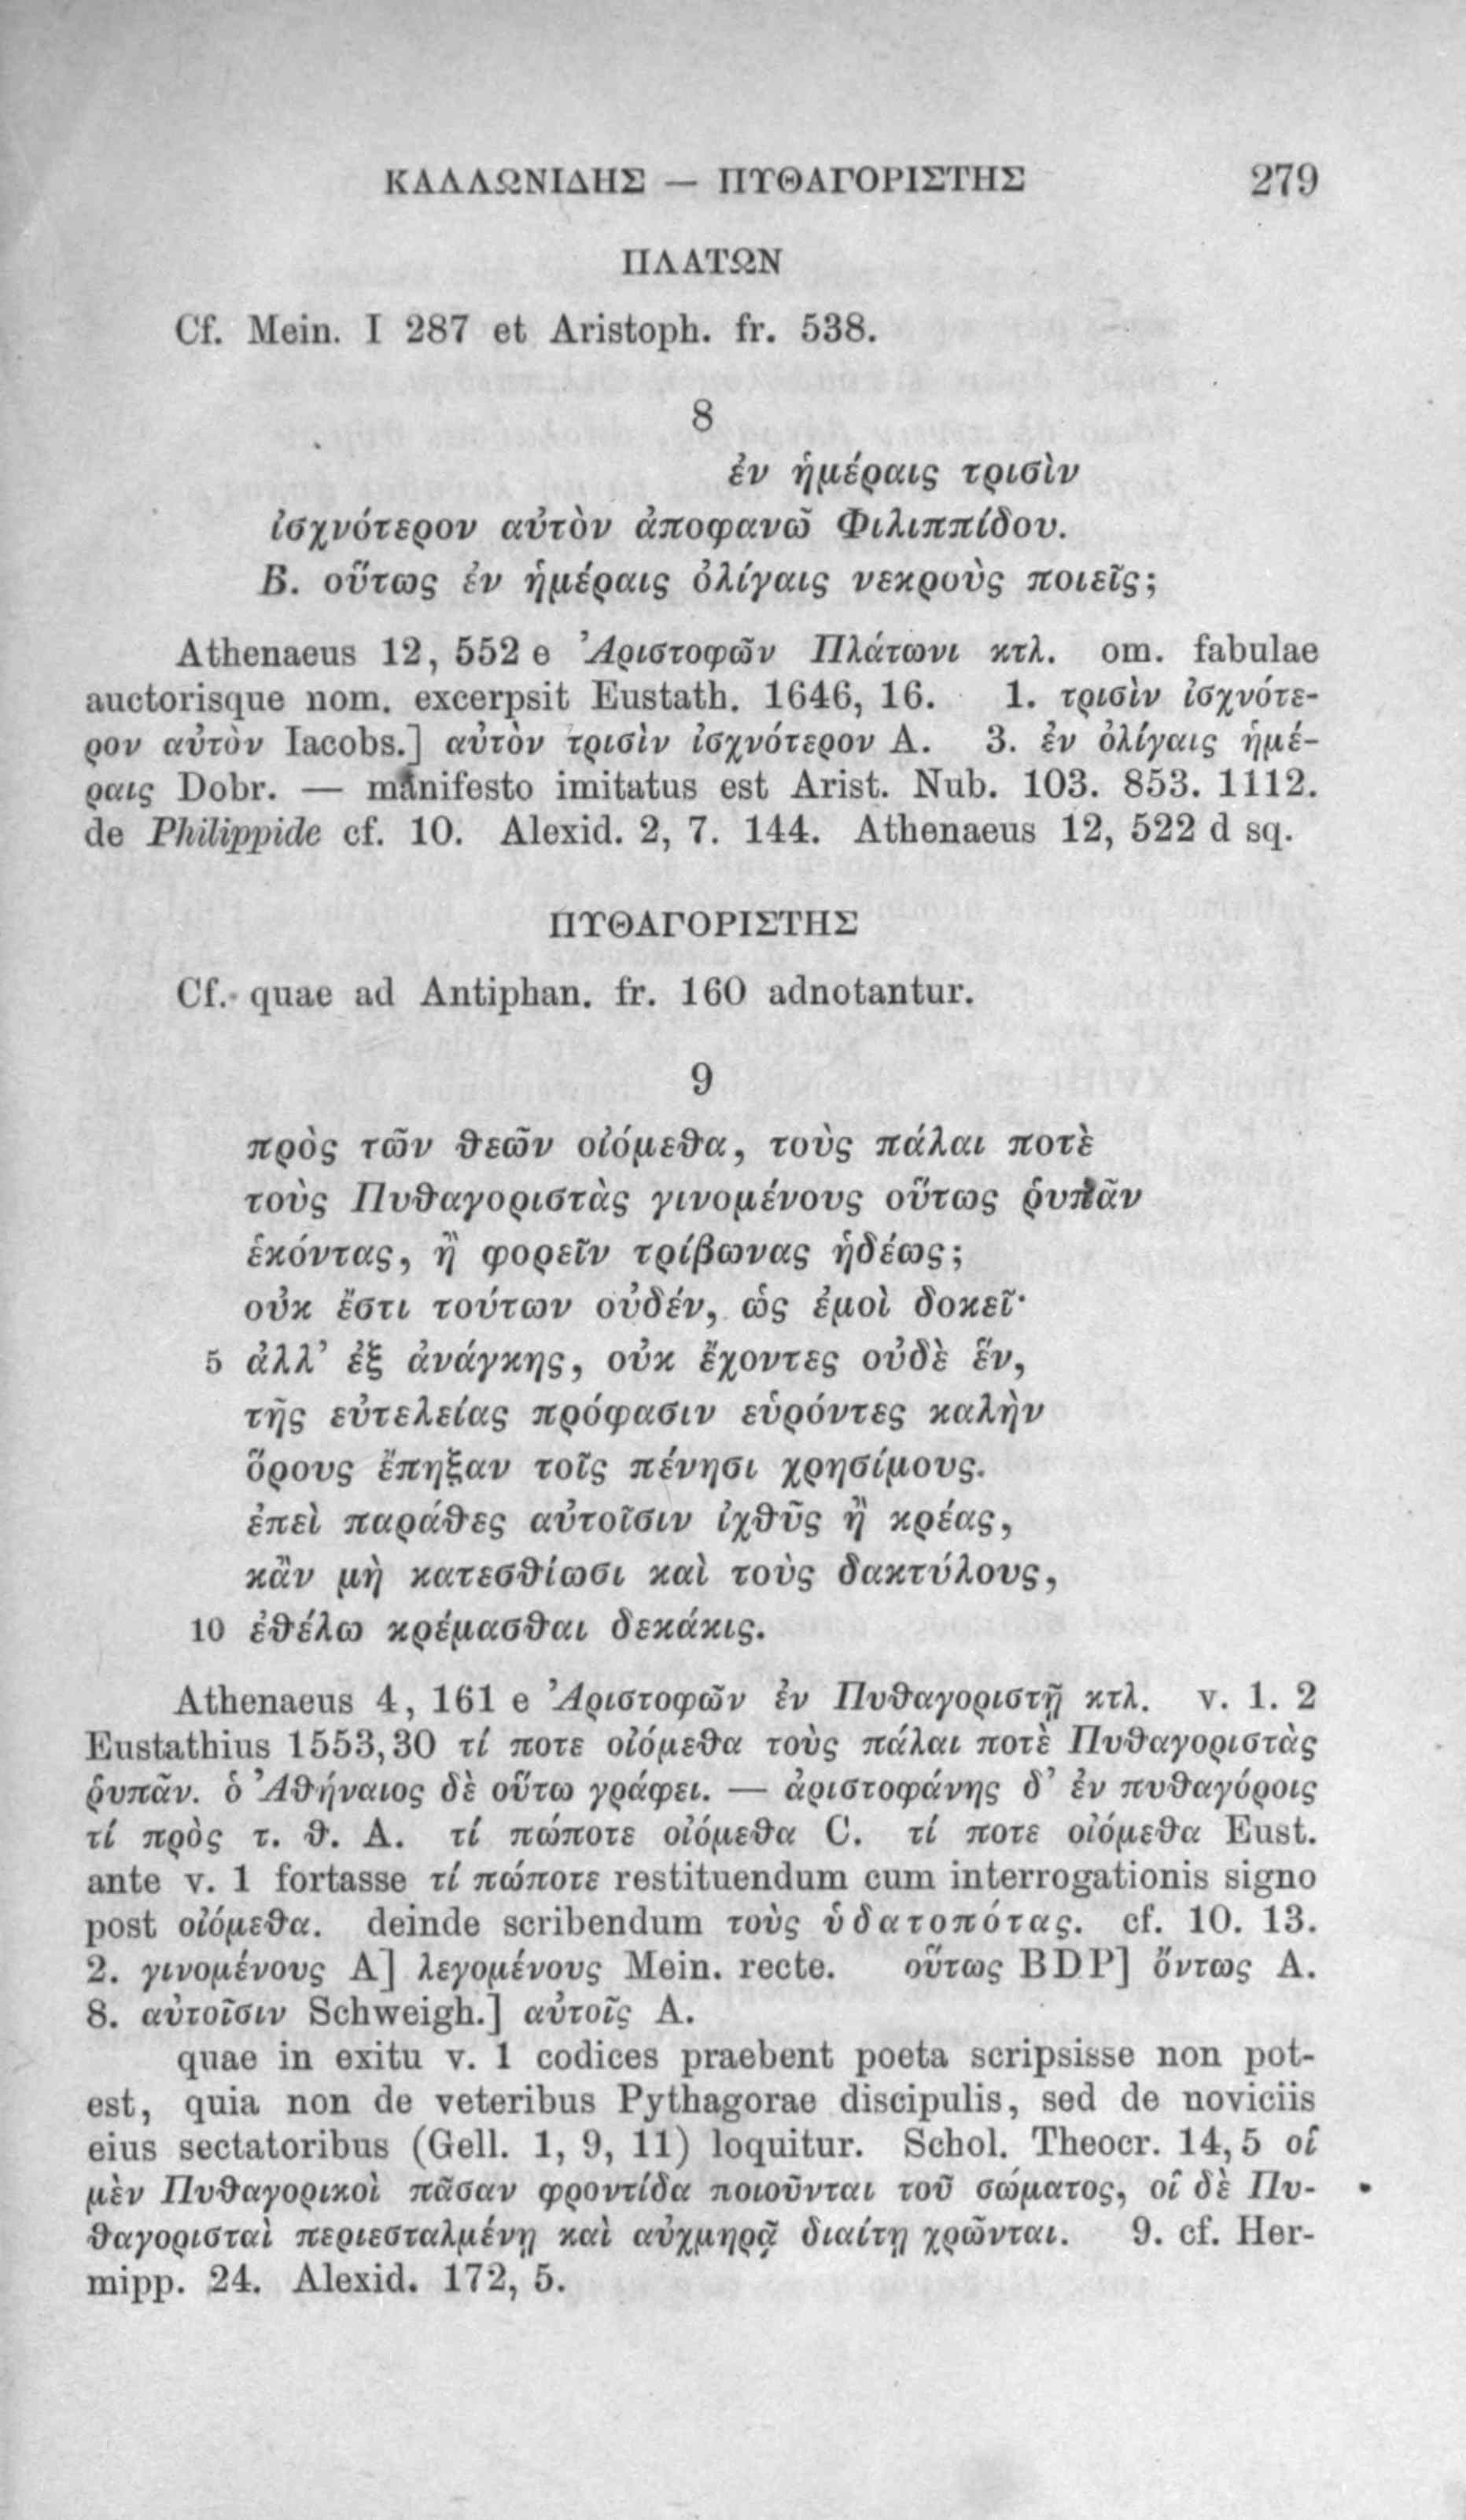 ΚΑΛΛΩΝΙΔΗΣ — ΠΥΘΑΓΟΡΙΣΤΗΣ 279
ΠΛΑΤΩΝ
Cf. Mein. I 287 et Aristoph. fr. 538.
8
ἐν ἡμέραις τρισὶν
ἰσχνότερον αὐτὸν ἀποφανῶ Φιλιππίδου.
Β. οὕτως ἐν ἡμέραις ὀλίγαις νεκροὺς ποιεῖς;
Athenaeus 12, 552 e Ἀριστοφῶν Πλάτωνι κτλ. om. fabulae
auctorisque nom. excerpsit Eustath. 1646, 16. 1. τρισὶν ἰσχνότε-
ρον αὐτὸν Iacobs.] αὐτὸν τρισὶν ἰσχνότερον A. 3. ἐν ὀλίγαις ἡμέ-
ραις Dobr. — manifesto imitatus est Arist. Nub. 103. 853. 1112.
de Philippide cf. 10. Alexid. 2, 7. 144. Athenaeus 12, 522 d sq.
ΠΥΘΑΓΟΡΙΣΤΗΣ
Cf. quae ad Antiphan. fr. 160 adnotantur.
9
πρὸς τῶν θεῶν οἰόμεθα, τοὺς πάλαι ποτὲ
τοὺς Πυθαγοριστὰς γινομένους οὕτως ῥυπᾶν
ἑκόντας, ἢ φορεῖν τρίβωνας ἡδέως;
οὐκ ἔστι τούτων οὐδέν, ὡς ἐμοὶ δοκεῖ·
5 ἀλλ’ ἐξ ἀνάγκης, οὐκ ἔχοντες οὐδὲ ἕν,
τῆς εὐτελείας πρόφασιν εὑρόντες καλὴν
ὅρους ἔπηξαν τοῖς πένησι χρησίμους.
ἐπεὶ παράθες αὐτοῖσιν ἰχθῦς ἢ κρέας,
κἂν μὴ κατεσθίωσι καὶ τοὺς δακτύλους,
10 ἐθέλω κρέμασθαι δεκάκις.
Athenaeus 4, 161 e Ἀριστοφῶν ἐν Πυθαγοριστῇ κτλ. v. 1. 2
Eustathius 1553,30 τί ποτε οἰόμεθα τοὺς πάλαι ποτὲ Πυθαγοριστὰς
ῥυπᾶν. ὁ Ἀθήναιος δὲ οὕτω γράφει. — ἀριστοφάνης δ’ ἐν πυθαγόροις
τί πρὸς τ. θ. A. τί πώποτε οἰόμεθα C. τί ποτε οἰόμεθα Eust.
ante v. 1 fortasse τί πώποτε restituendum cum interrogationis signo
post οἰόμεθα. deinde scribendum τοὺς ὑδατοπότας. cf. 10. 13.
2. γινομένους A] λεγομένους Mein. recte. οὕτως BDP] ὄντως A.
8. αὐτοῖσιν Schweigh.] αὐτοῖς A.
quae in exitu v. 1 codices praebent poeta scripsisse non pot-
est, quia non de veteribus Pythagorae discipulis, sed de noviciis
eius sectatoribus (Gell. 1, 9, 11) loquitur. Schol. Theocr. 14,5 οἱ
μὲν Πυθαγορικοὶ πᾶσαν φροντίδα ποιοῦνται τοῦ σώματος, οἱ δὲ Πυ-
θαγορισταὶ περιεσταλμένῃ καὶ αὐχμηρᾷ διαίτῃ χρῶνται. 9. cf. Her-
mipp. 24. Alexid. 172, 5.